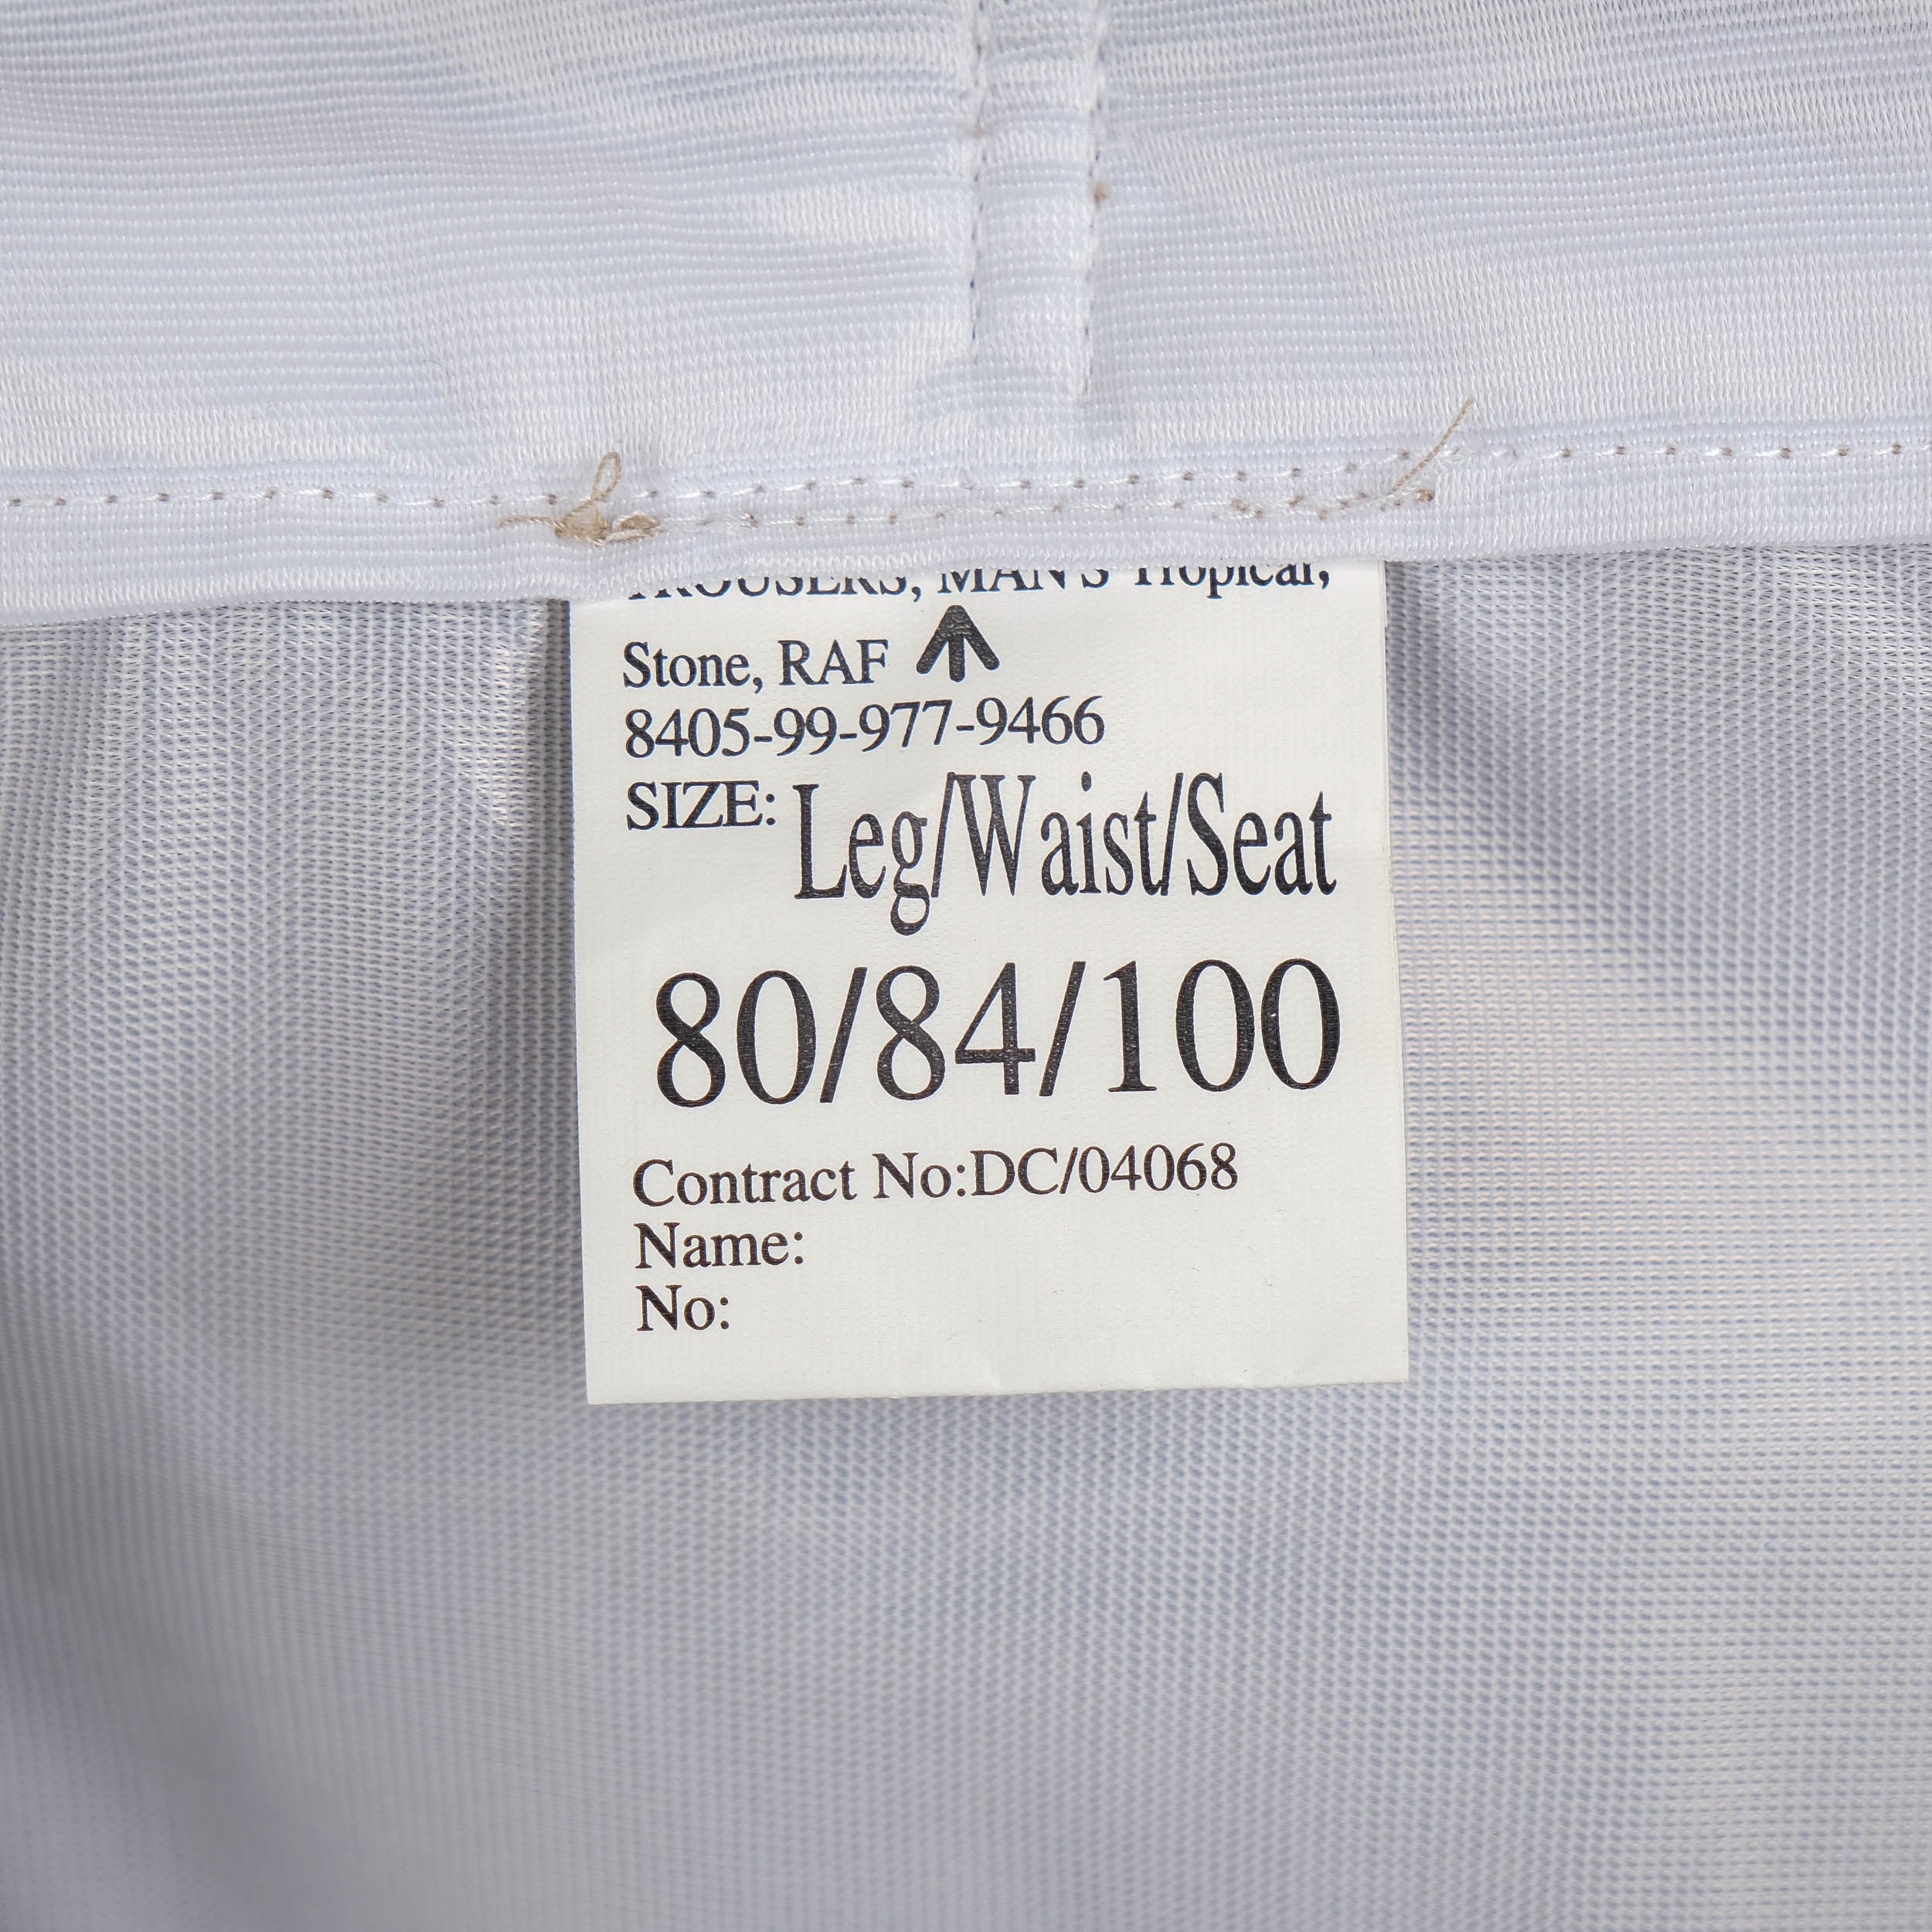 TROUSERS, MAN'S Tropical,
Stone, RAF
8405-99-977-9466
SIZE: Leg/Waist/Seat
80/84/100
Contract No:DC/04068
Name:
No: